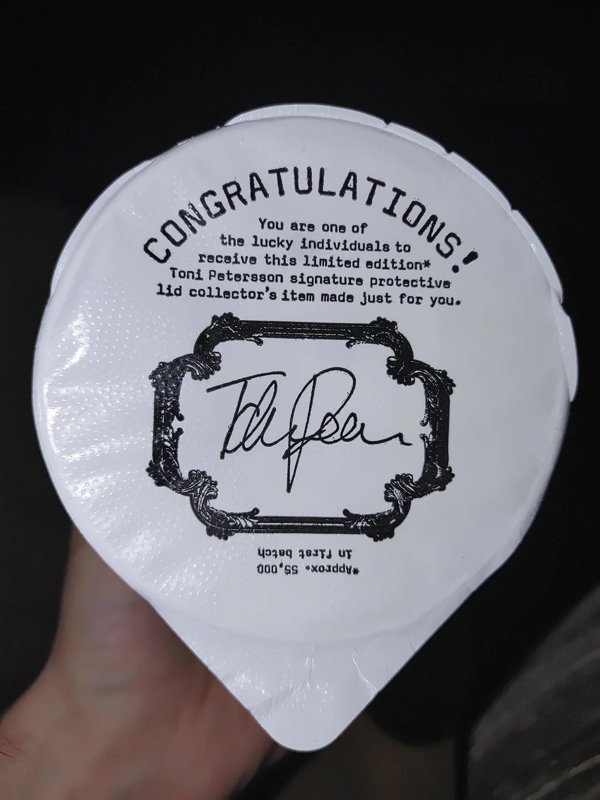 CONGRATULATIONS!
You are one of
the lucky individuals to
receive this limited edition*
Toni Petersson signature protective
lid collector's item made just for you.
*Approx. 55,000
in first batch